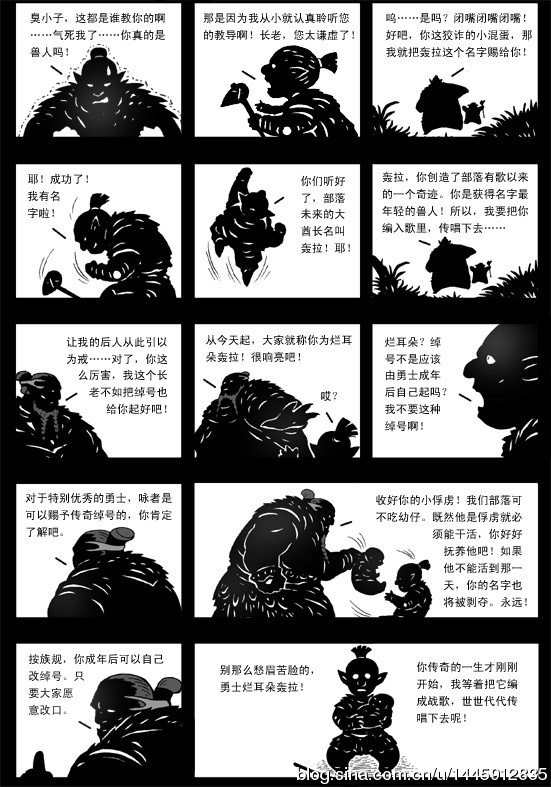 臭小子，这都是谁教你的啊
……气死我了……你真的是
兽人吗！
那是因为我从小就认真聆听您
的教导啊！长老，您太谦虚了！
呜……是吗？闭嘴闭嘴闭嘴！
好吧，你这狡诈的小混蛋，那
我就把轰拉这个名字赐给你！
耶！成功了！
我有名
字啦！
你们听好
了，部落
未来的大
酋长名叫
轰拉！耶！
轰拉，你创造了部落有歌以来
的一个奇迹。你是获得名字最
年轻的兽人！所以，我要把你
编入歌里，传唱下去……
让我的后人从此引以
为戒……对了，你这
么厉害，我这个长
老不如把绰号也
给你起好吧！
从今天起，大家就称你为烂耳
朵轰拉！很响亮吧！
哎？
烂耳朵？绰
号不是应该
由勇士成年
后自己起吗？
我不要这种
绰号啊！
对于特别优秀的勇士，咏者是
可以赐予传奇绰号的，你肯定
了解吧。
收好你的小俘虏！我们部落可
不吃幼仔。既然他是俘虏就必
须能干活，你好好
抚养他吧！如果
他不能活到那一
天，你的名字也
将被剥夺。永远！
按族规，你成年后可以自己
改绰号。只
要大家愿
意改口。
别那么愁眉苦脸的，
勇士烂耳朵轰拉！
你传奇的一生才刚刚
开始，我等着把它编
成战歌，世世代代传
唱下去呢！
blog.sina.com.cn/u/1445912835